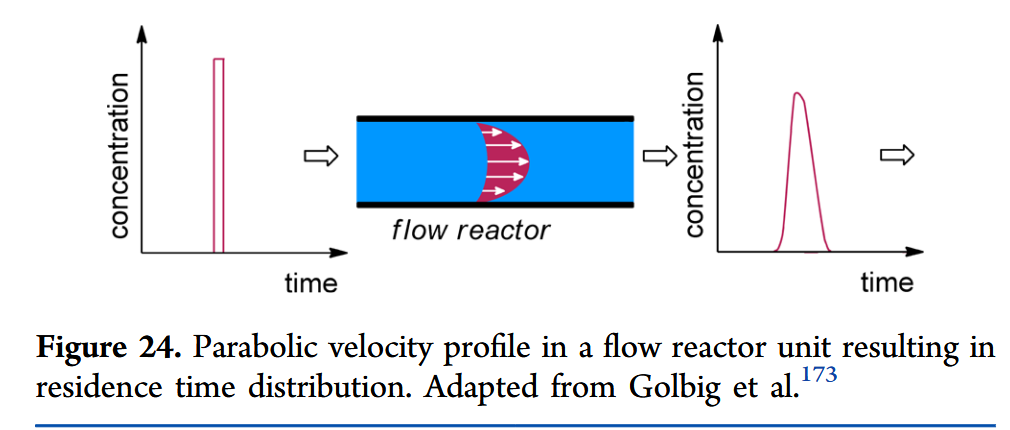 concentration
time
flow reactor
concentration
time
Figure 24. Parabolic velocity profile in a flow reactor unit resulting in
residence time distribution. Adapted from Golbig et al.173